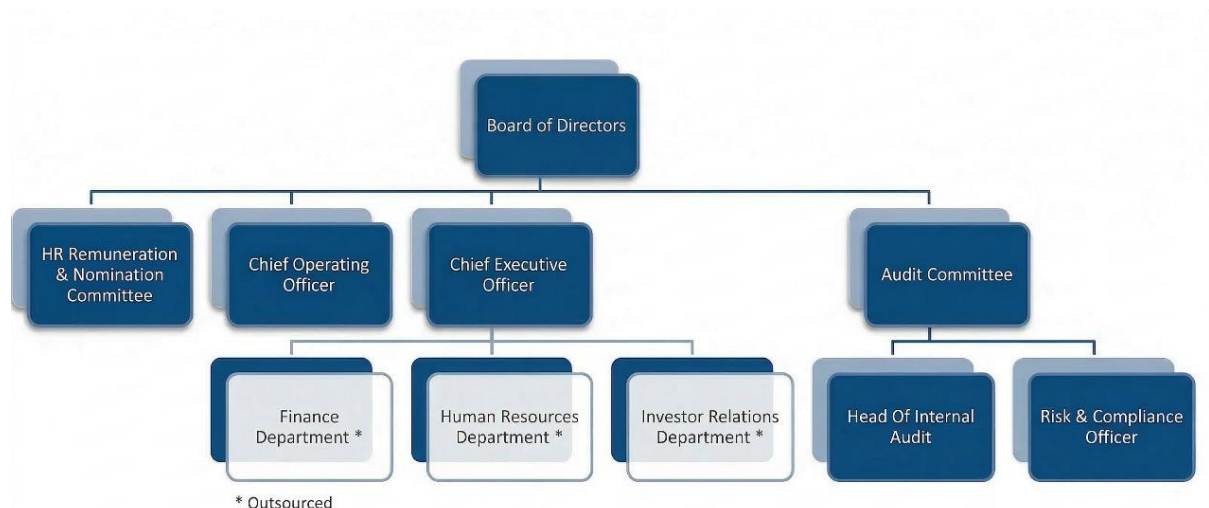 Board of Directors
HR Remuneration
& Nomination
Committee
Chief Operating
Officer
Chief Executive
Officer
Audit Committee
Finance
Department *
Human Resources
Department *
Investor Relations
Department *
Head Of Internal
Audit
Risk & Compliance
Officer
* Outsourced